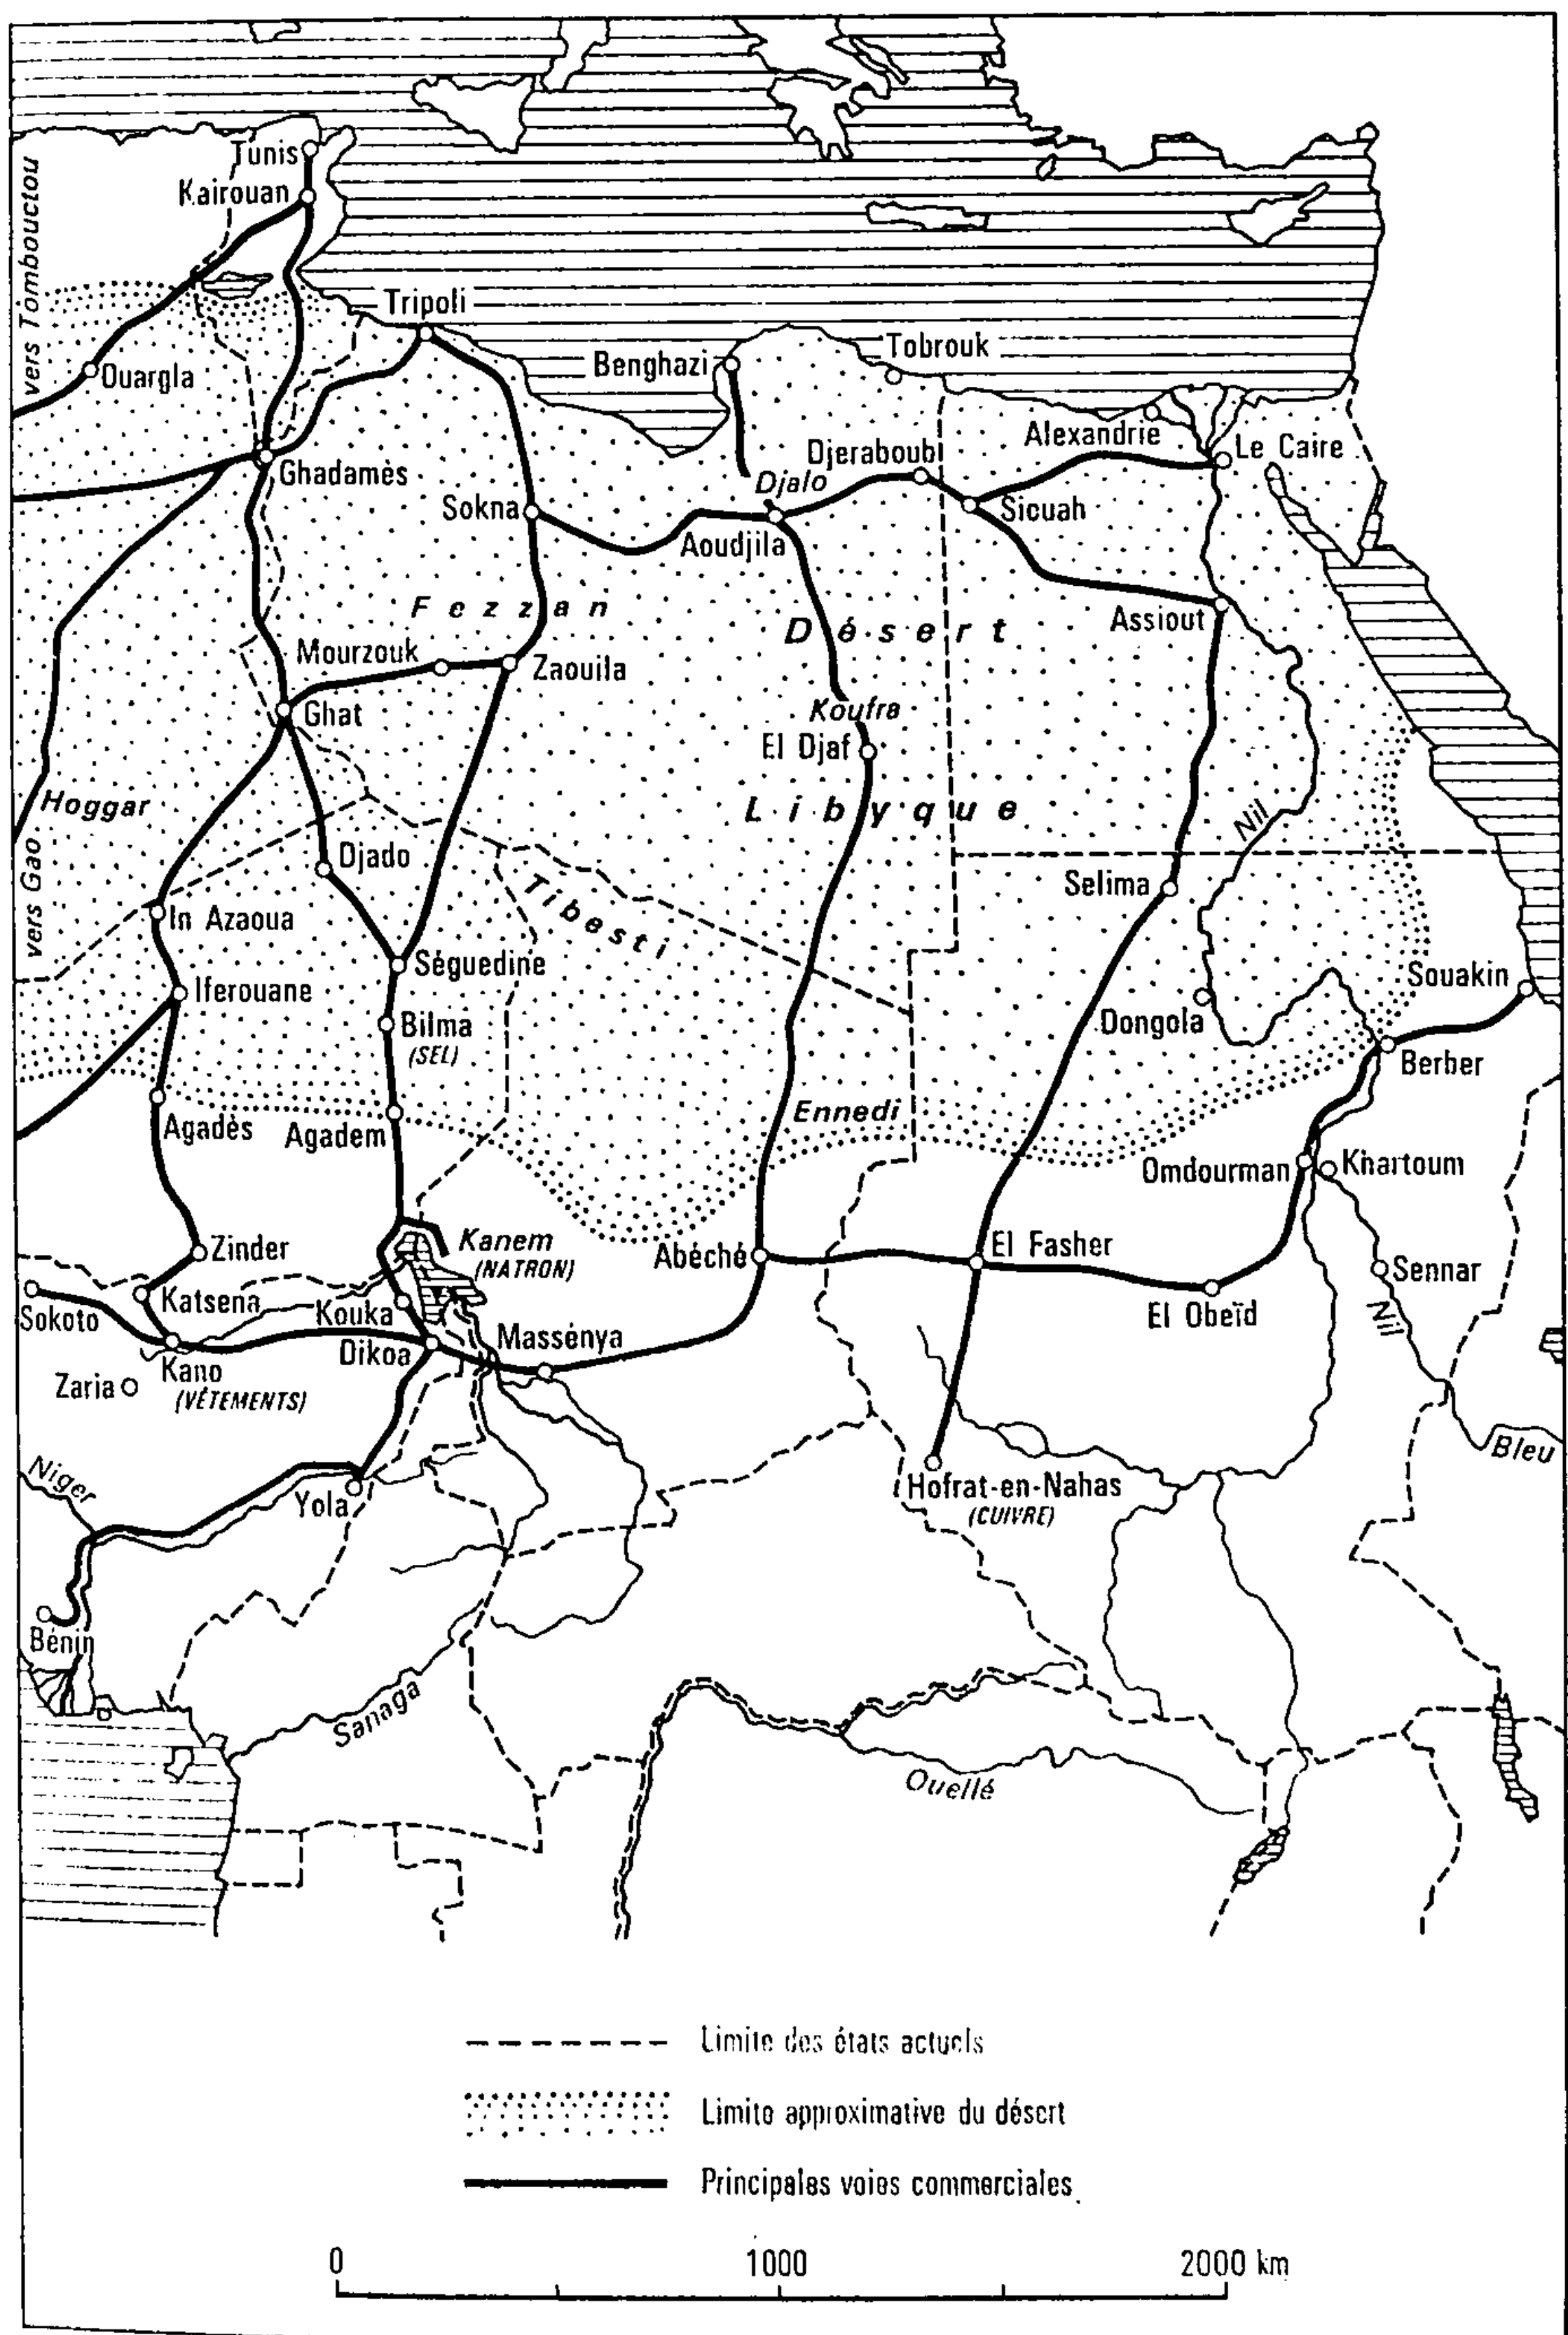 Tunis
Kairouan
vers Tombouctou
Tripoli
Ouargla
Benghazi
Tobrouk
Alexandrie
Le Caire
Djeraboub
Djalo
Ghadamès
Sokna
Aoudjila
Siouah
Fezzan
Désert
Assiout
Mourzouk
Zaouila
Ghat
Koufra
El Djaf
Hoggar
Libyque
Nil
vers Gao
Djado
Selima
Tibesti
In Azaoua
Séguedine
Iferouane
Souakin
Bilma
(SEL)
Dongola
Berber
Agadès
Agadem
Ennedi
Omdourman
Khartoum
Zinder
Kanem
(NATRON)
Abéché
El Fasher
Sennar
Sokoto
Katsena
Kouka
El Obeïd
Nil
Massénya
Dikoa
Kano
(VÊTEMENTS)
Zaria
Bleu
Niger
Yola
Hofrat-en-Nahas
(CUIVRE)
Bénin
Sanaga
Ouellé
Limite des états actuels
Limite approximative du désert
Principales voies commerciales
0 1000 2000 km